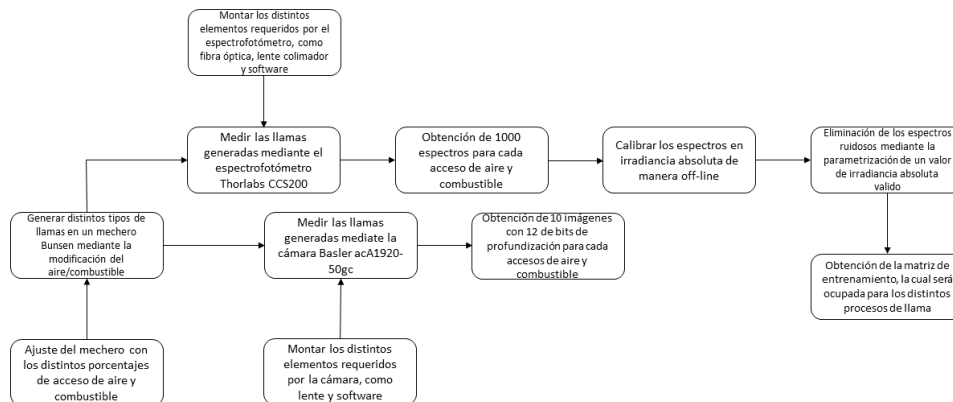 Montar los distintos
elementos requeridos por el
espectrofotómetro, como
fibra óptica, lente colimador
y software
Medir las llamas
generadas mediante el
espectrofotómetro
Thorlabs CCS200
Obtención de 1000
espectros para cada
acceso de aire y
combustible
Calibrar los espectros en
irradiancia absoluta de
manera off-line
Eliminación de los espectros
ruidosos mediante la
parametrización de un valor
de irradiancia absoluta
valido
Generar distintos tipos de
llamas en un mechero
Bunsen mediante la
modificación del
aire/combustible
Medir las llamas
generadas mediate la
cámara Basler acA1920-
50gc
Obtención de 10 imágenes
con 12 de bits de
profundización para cada
accesos de aire y
combustible
Obtención de la matriz de
entrenamiento, la cual será
ocupada para los distintos
procesos de llama
Ajuste del mechero con
los distintos porcentajes
de acceso de aire y
combustible
Montar los distintos
elementos requeridos
por la cámara, como
lente y software